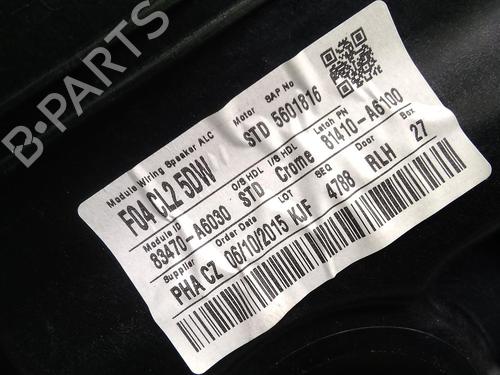 B-PARTS
Module Wiring Speaker ALC Motor SAP No
F04 CL2 5DW STD 5601816
Module ID O/S HDL I/S HDL Latch PN
83470-A6030 STD Crome 81410-A6100
Supplier Order Date LOT SEQ Door Box
PHA CZ 06/10/2015 KJF 4788 RLH 27